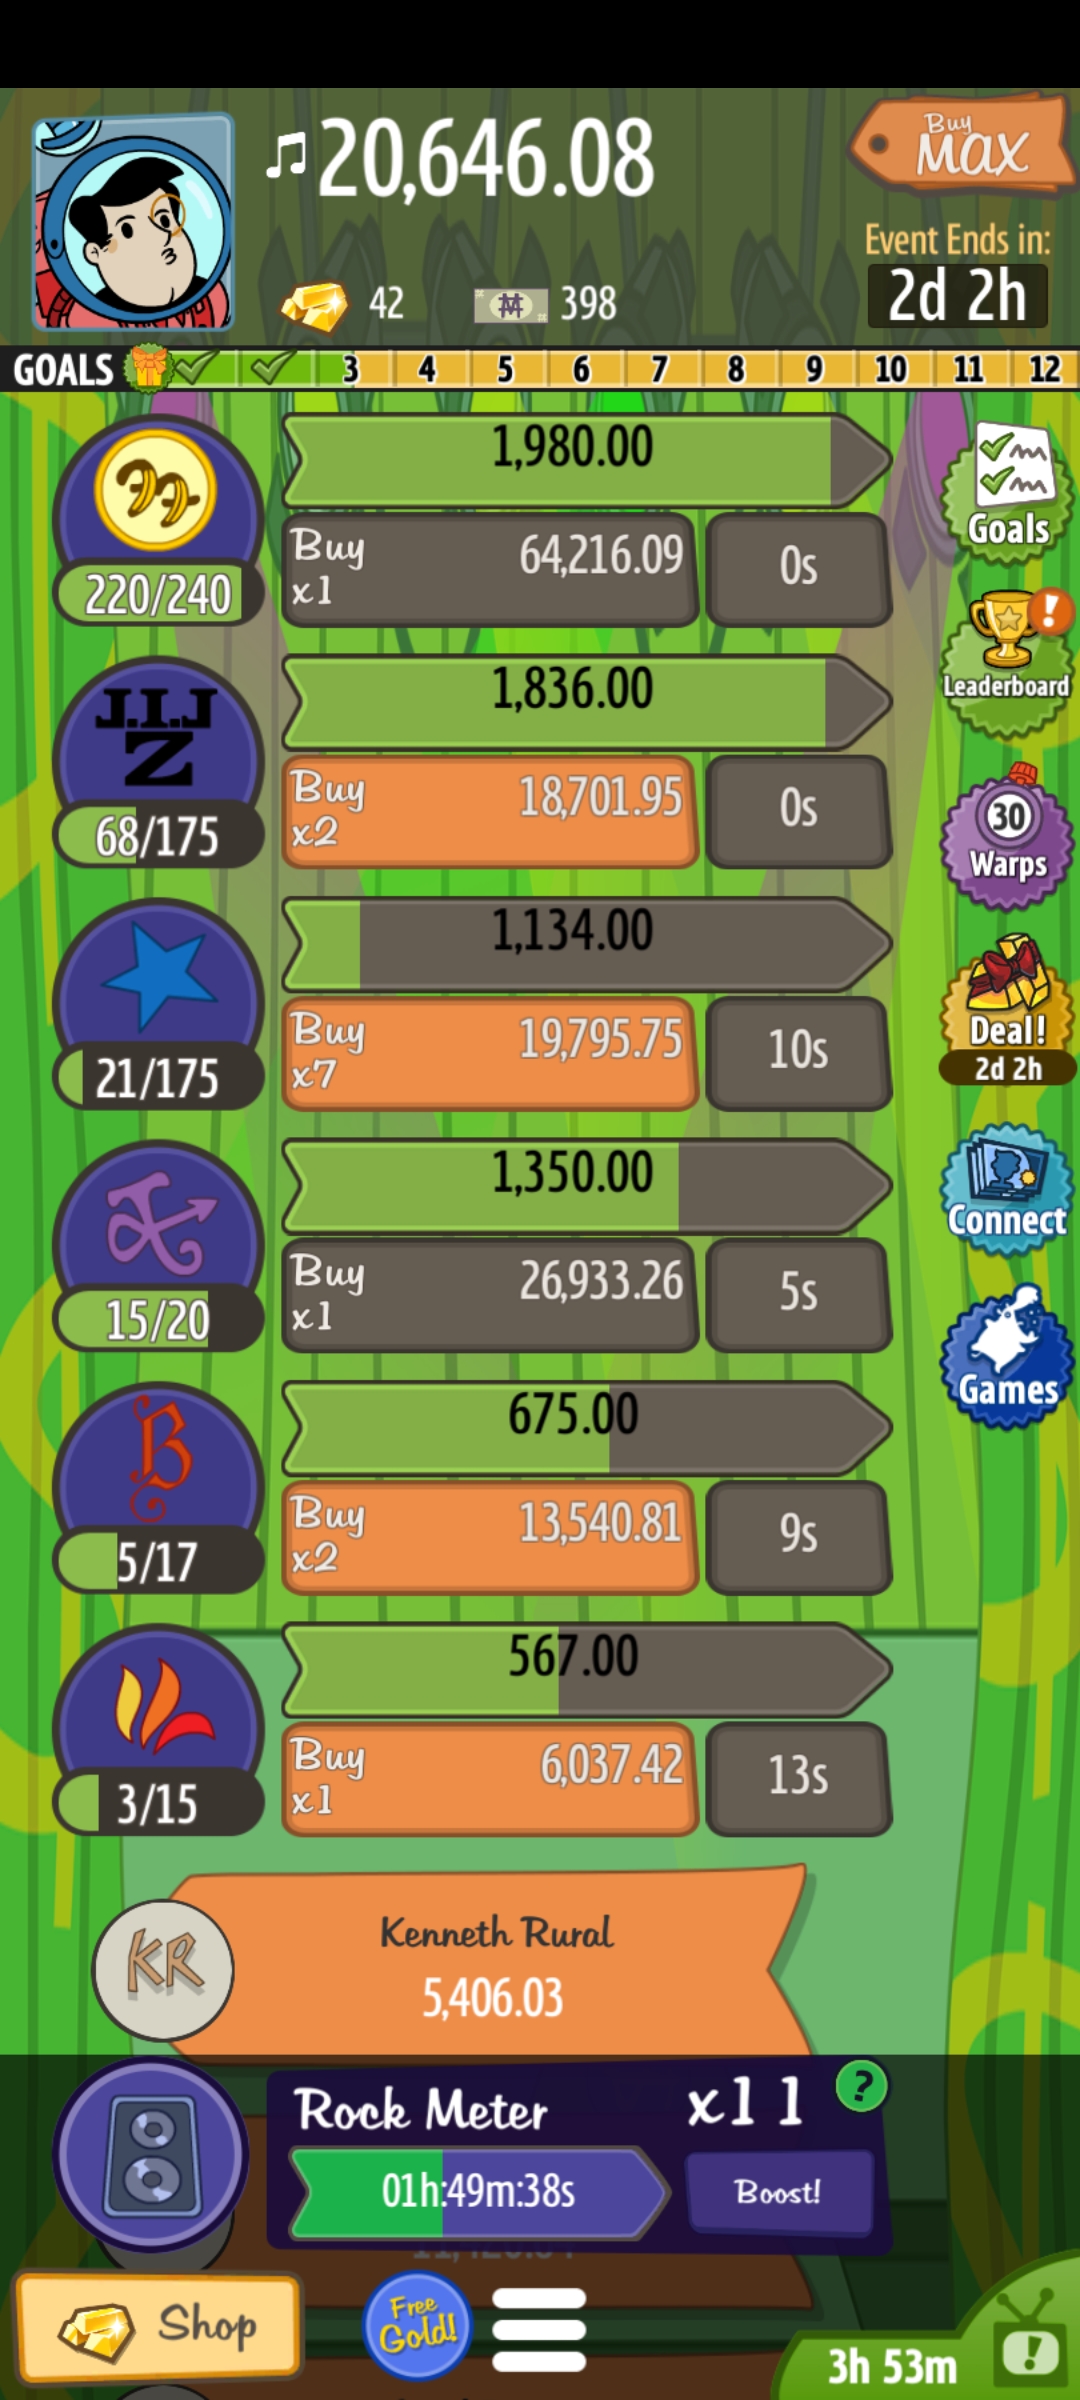 20,646.08
Buy
MAX
Event Ends in:
42
398
2d 2h
GOALS 3 4 5 6 7 8 9 10 11 12
1,980.00
Buy
x1
64,216.09
0s
220/240
Goals
J.I.J
Z
1,836.00
Buy
x2
18,701.95
0s
68/175
Leaderboard
30
Warps
1,134.00
Buy
x7
19,795.75
10s
21/175
Deal!
2d 2h
1,350.00
Buy
x1
26,933.26
5s
15/20
Connect
B
675.00
Buy
x2
13,540.81
9s
5/17
Games
567.00
Buy
x1
6,037.42
13s
3/15
KR
Kenneth Rural
5,406.03
Rock Meter
x11
?
01h:49m:38s
Boost!
Shop
Free
Gold!
3h 53m